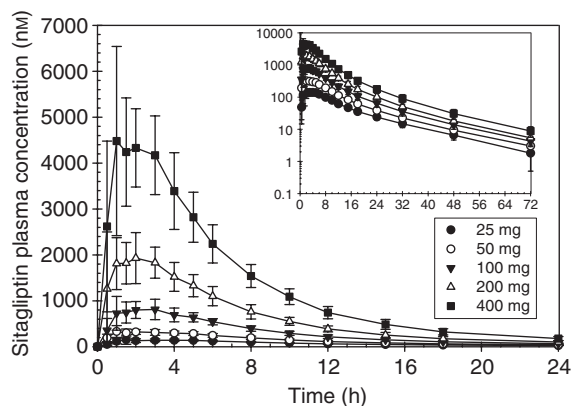 Sitagliptin plasma concentration (nM)
7000
6000
5000
4000
3000
2000
1000
0
0 4 8 12 16 20 24
Time (h)
10000
1000
100
10
1
0.1
0 8 18 24 32 40 48 56 64 72
25 mg
50 mg
100 mg
200 mg
400 mg